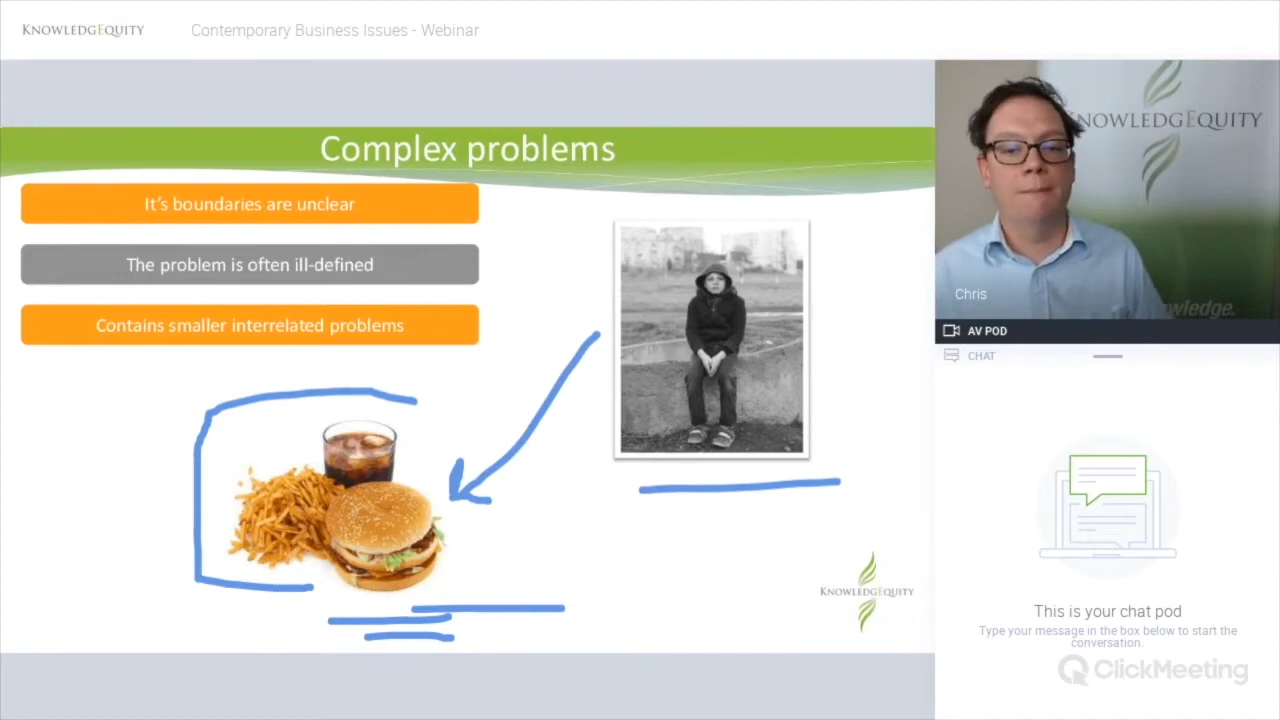 KNOWLEDGEQUITY
Contemporary Business Issues - Webinar
Complex problems
It's boundaries are unclear
The problem is often ill-defined
Contains smaller interrelated problems
KNOWLEDGEQUITY
KNOWLEDGEQUITY
Chris
wledge.
AV POD
CHAT
This is your chat pod
Type your message in the box below to start the
conversation.
ClickMeeting